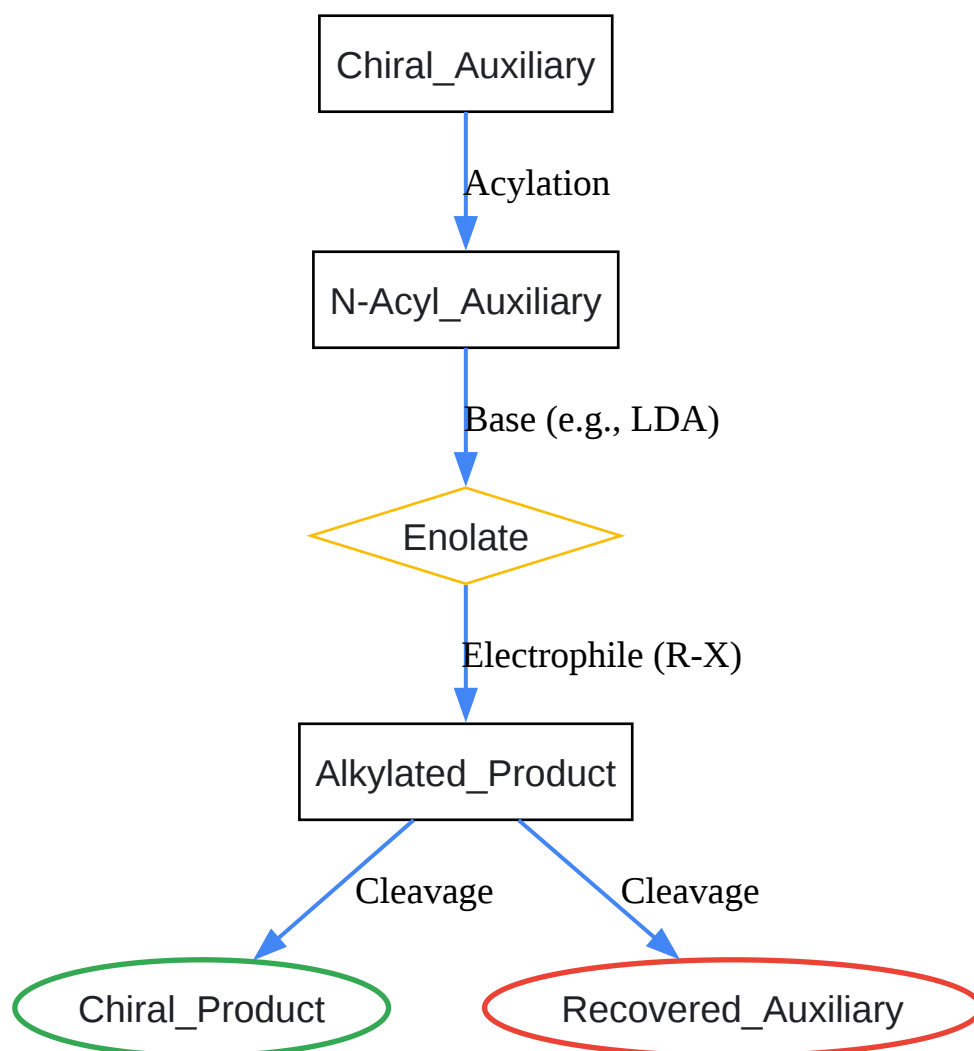 Chiral_Auxiliary
Acylation
N-Acyl_Auxiliary
Base (e.g., LDA)
Enolate
Electrophile (R-X)
Alkylated_Product
Cleavage
Cleavage
Chiral_Product
Recovered_Auxiliary